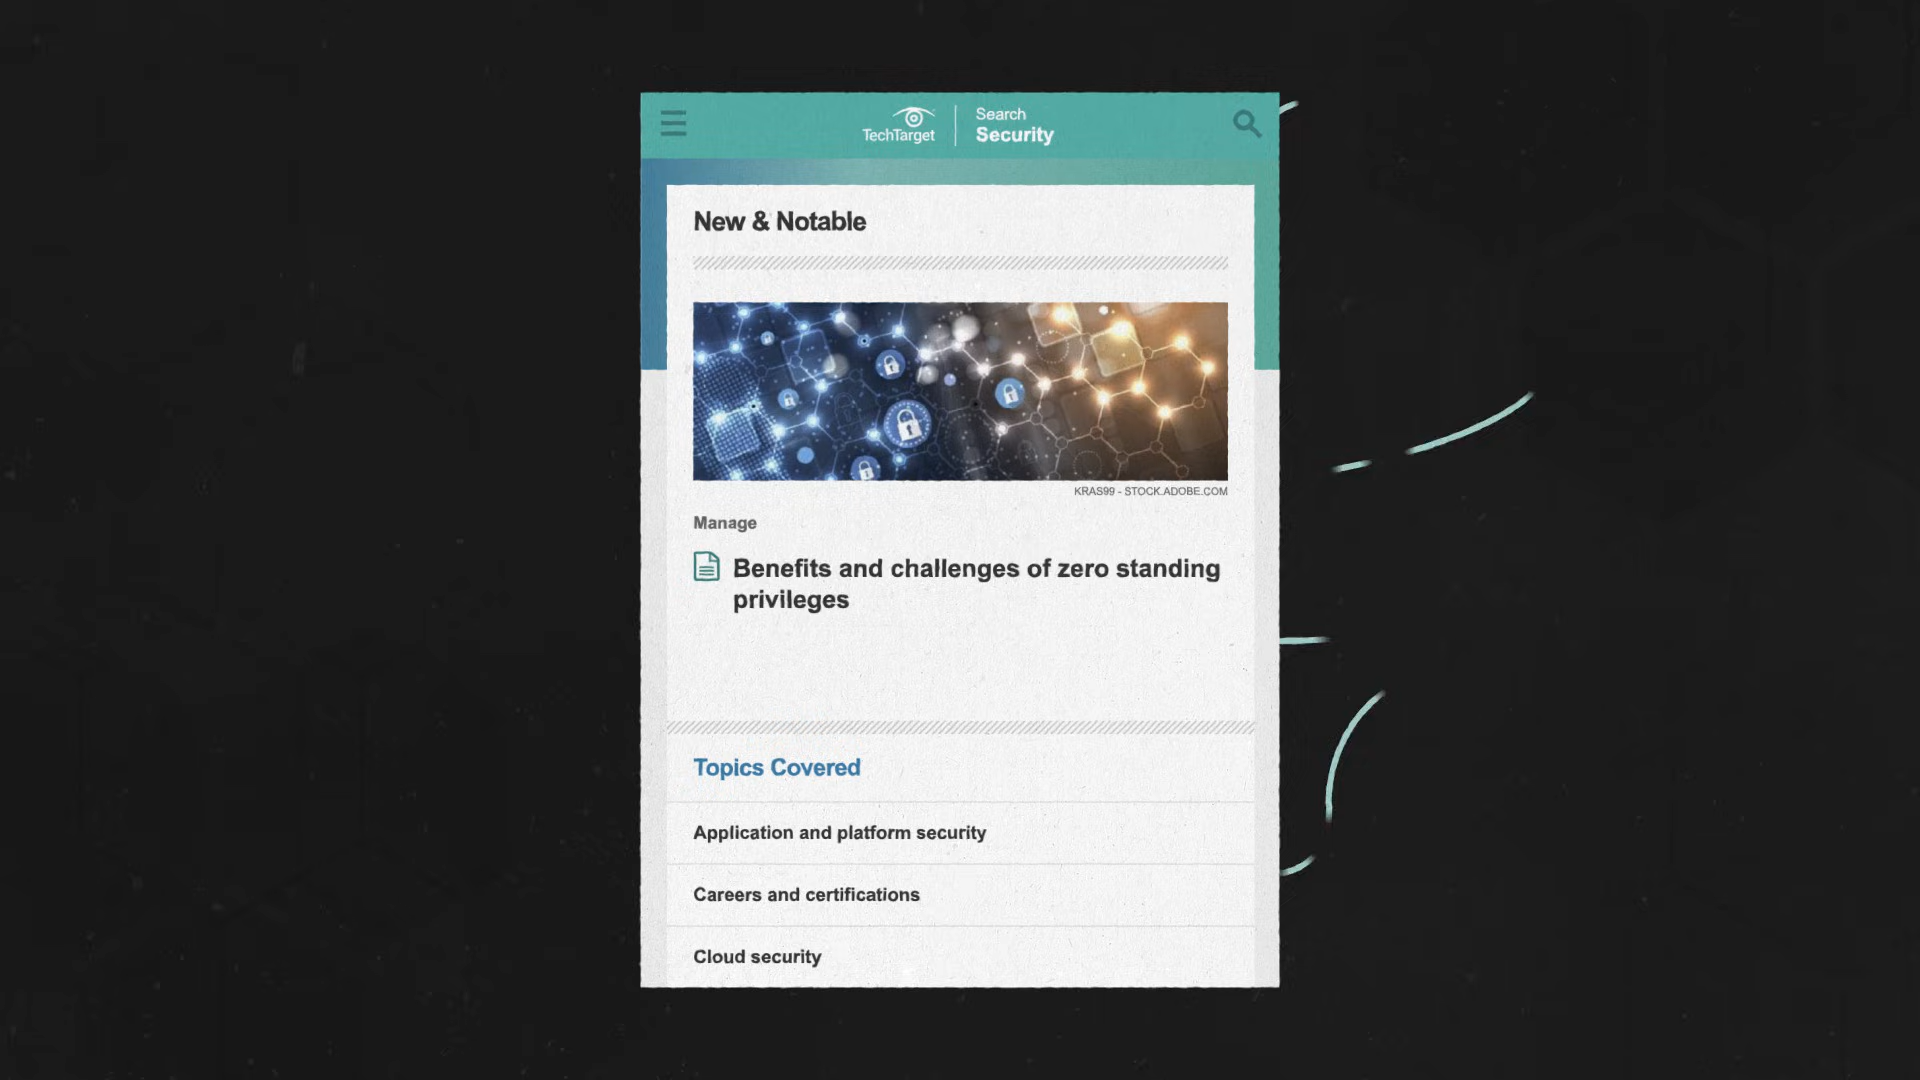 TechTarget
Search
Security
New & Notable
KRAS99 - STOCK.ADOBE.COM
Manage
Benefits and challenges of zero standing
privileges
Topics Covered
Application and platform security
Careers and certifications
Cloud security